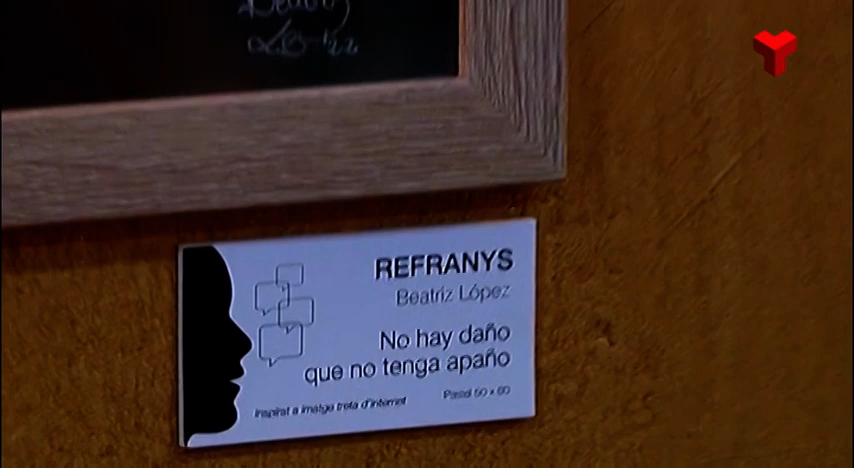 REFRANYS
Beatriz López
No hay daño
que no tenga apaño
Pastel 50 x 60
Inspirat a imatge treta d'internet